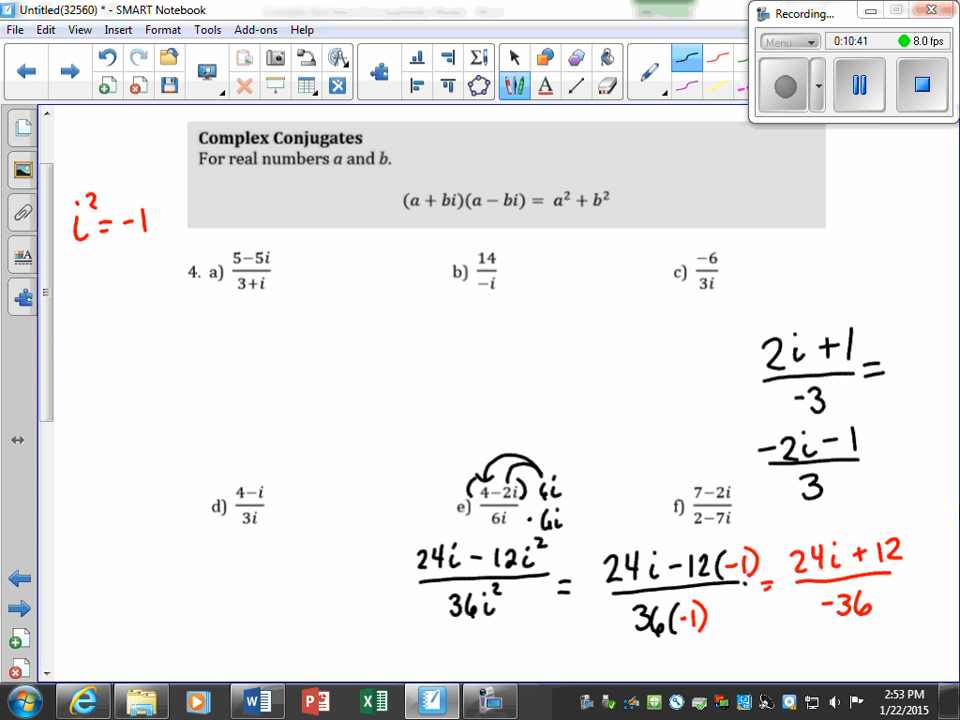 Untitled(32560) * - SMART Notebook
File Edit View Insert Format Tools Add-ons Help
Recording...
Menu 0:10:41 8.0 fps
Complex Conjugates
For real numbers a and b.
(a + bi)(a − bi) = a² + b²
i² = -1
4. a) 5−5i / 3+i
b) 14 / −i
c) −6 / 3i
2i + 1 / -3 =
-2i - 1 / 3
d) 4−i / 3i
e) (4−2i) 6i / 6i · 6i
f) 7−2i / 2−7i
24i - 12i² / 36i² = 24i - 12(-1) / 36(-1) = 24i + 12 / -36
2:53 PM
1/22/2015